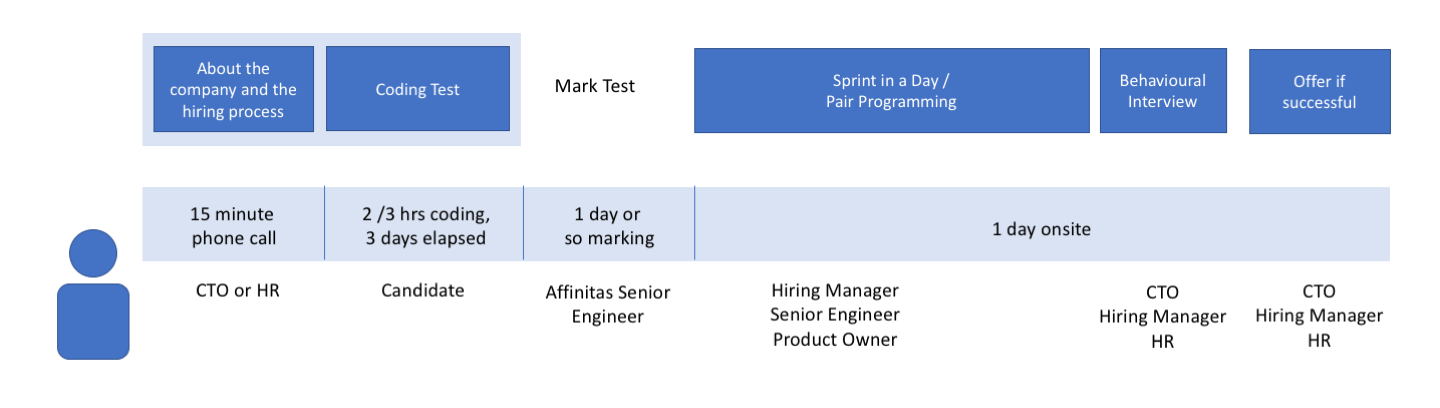 About the
company and the
hiring process
Coding Test
Mark Test
Sprint in a Day /
Pair Programming
Behavioural
Interview
Offer if
successful
15 minute
phone call
2 /3 hrs coding,
3 days elapsed
1 day or
so marking
1 day onsite
CTO or HR
Candidate
Affinitas Senior
Engineer
Hiring Manager
Senior Engineer
Product Owner
CTO
Hiring Manager
HR
CTO
Hiring Manager
HR